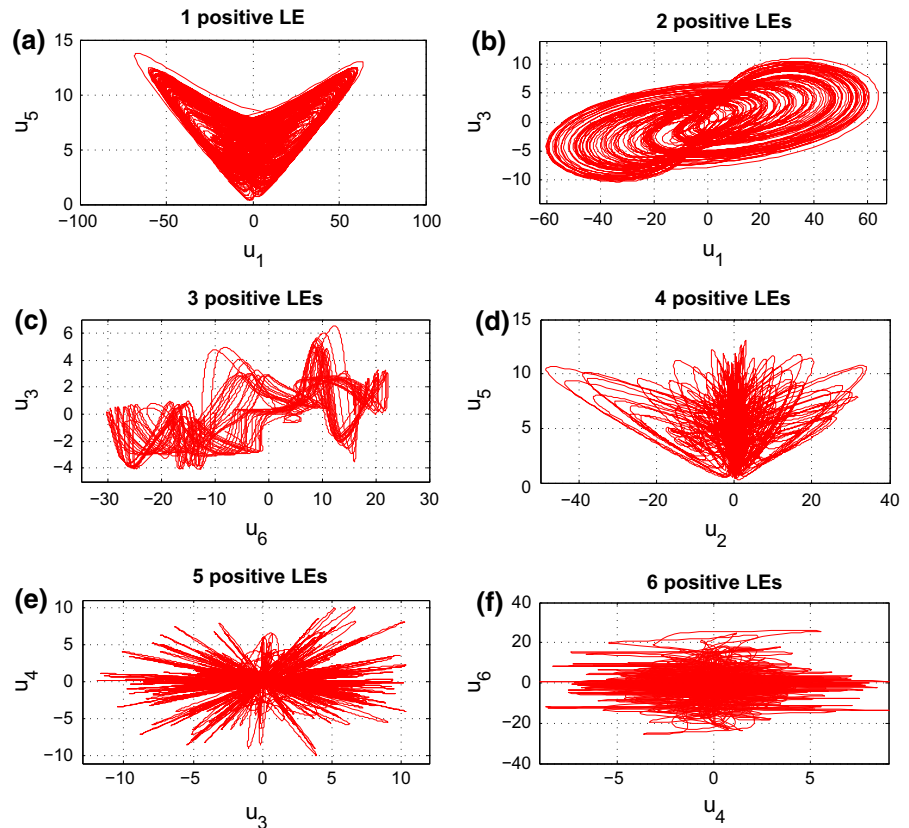 (a)
1 positive LE
15
10
5
0
u5
−100 −50 0 50 100
u1
(b)
2 positive LEs
10
5
0
−5
−10
u3
−60 −40 −20 0 20 40 60
u1
(c)
3 positive LEs
6
4
2
0
−2
−4
u3
−30 −20 −10 0 10 20 30
u6
(d)
4 positive LEs
15
10
5
0
u5
−40 −20 0 20 40
u2
(e)
5 positive LEs
10
5
0
−5
−10
u4
−10 −5 0 5 10
u3
(f)
6 positive LEs
40
20
0
−20
−40
u6
−5 0 5
u4